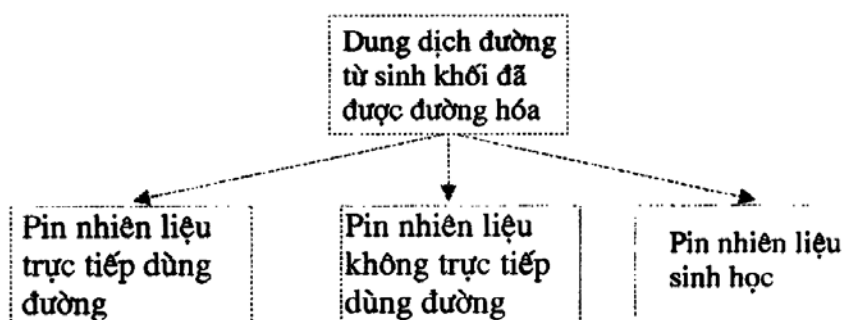 Dung dịch đường
từ sinh khối đã
được đường hóa
Pin nhiên liệu
trực tiếp dùng
đường
Pin nhiên liệu
không trực tiếp
dùng đường
Pin nhiên liệu
sinh học